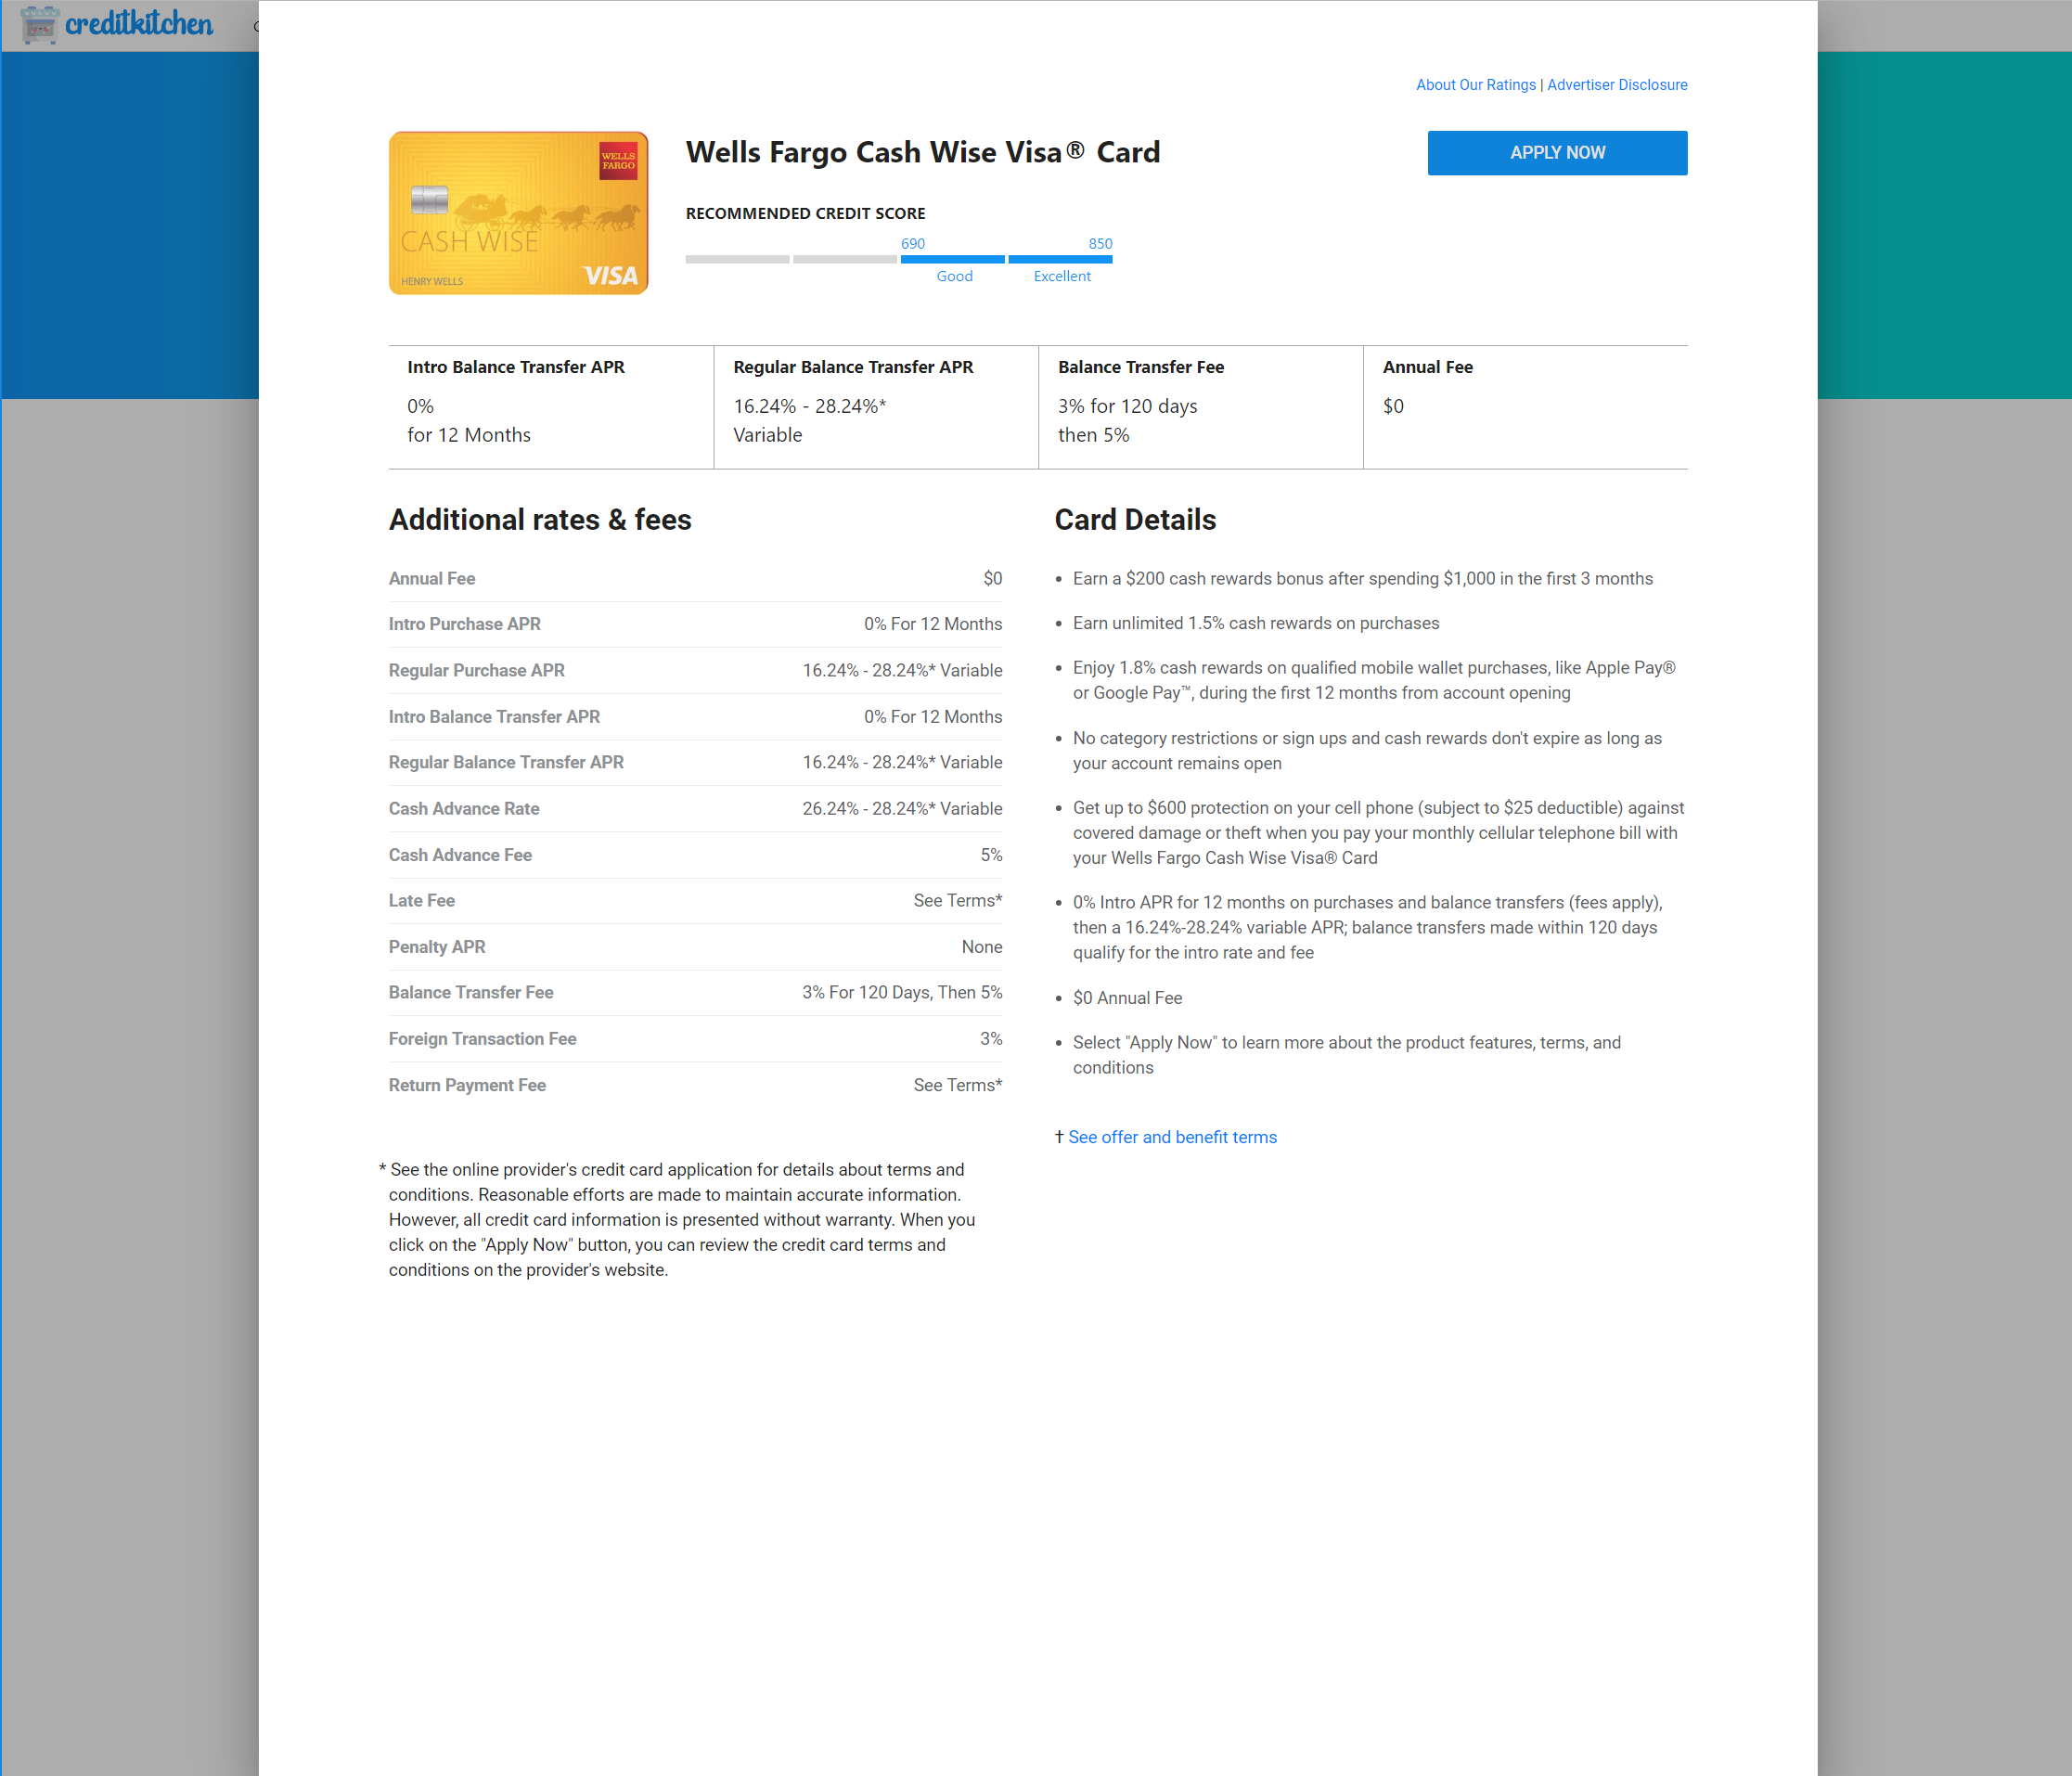 creditkitchen
About Our Ratings | Advertiser Disclosure
WELLS
FARGO
CASH WISE
HENRY WELLS
VISA
Wells Fargo Cash Wise Visa® Card
APPLY NOW
RECOMMENDED CREDIT SCORE
690 850
Good Excellent
Intro Balance Transfer APR
0%
for 12 Months
Regular Balance Transfer APR
16.24% - 28.24%*
Variable
Balance Transfer Fee
3% for 120 days
then 5%
Annual Fee
$0
Additional rates & fees
Annual Fee $0
Intro Purchase APR 0% For 12 Months
Regular Purchase APR 16.24% - 28.24%* Variable
Intro Balance Transfer APR 0% For 12 Months
Regular Balance Transfer APR 16.24% - 28.24%* Variable
Cash Advance Rate 26.24% - 28.24%* Variable
Cash Advance Fee 5%
Late Fee See Terms*
Penalty APR None
Balance Transfer Fee 3% For 120 Days, Then 5%
Foreign Transaction Fee 3%
Return Payment Fee See Terms*
* See the online provider's credit card application for details about terms and
conditions. Reasonable efforts are made to maintain accurate information.
However, all credit card information is presented without warranty. When you
click on the "Apply Now" button, you can review the credit card terms and
conditions on the provider's website.
Card Details
• Earn a $200 cash rewards bonus after spending $1,000 in the first 3 months
• Earn unlimited 1.5% cash rewards on purchases
• Enjoy 1.8% cash rewards on qualified mobile wallet purchases, like Apple Pay®
or Google Pay™, during the first 12 months from account opening
• No category restrictions or sign ups and cash rewards don't expire as long as
your account remains open
• Get up to $600 protection on your cell phone (subject to $25 deductible) against
covered damage or theft when you pay your monthly cellular telephone bill with
your Wells Fargo Cash Wise Visa® Card
• 0% Intro APR for 12 months on purchases and balance transfers (fees apply),
then a 16.24%-28.24% variable APR; balance transfers made within 120 days
qualify for the intro rate and fee
• $0 Annual Fee
• Select "Apply Now" to learn more about the product features, terms, and
conditions
† See offer and benefit terms